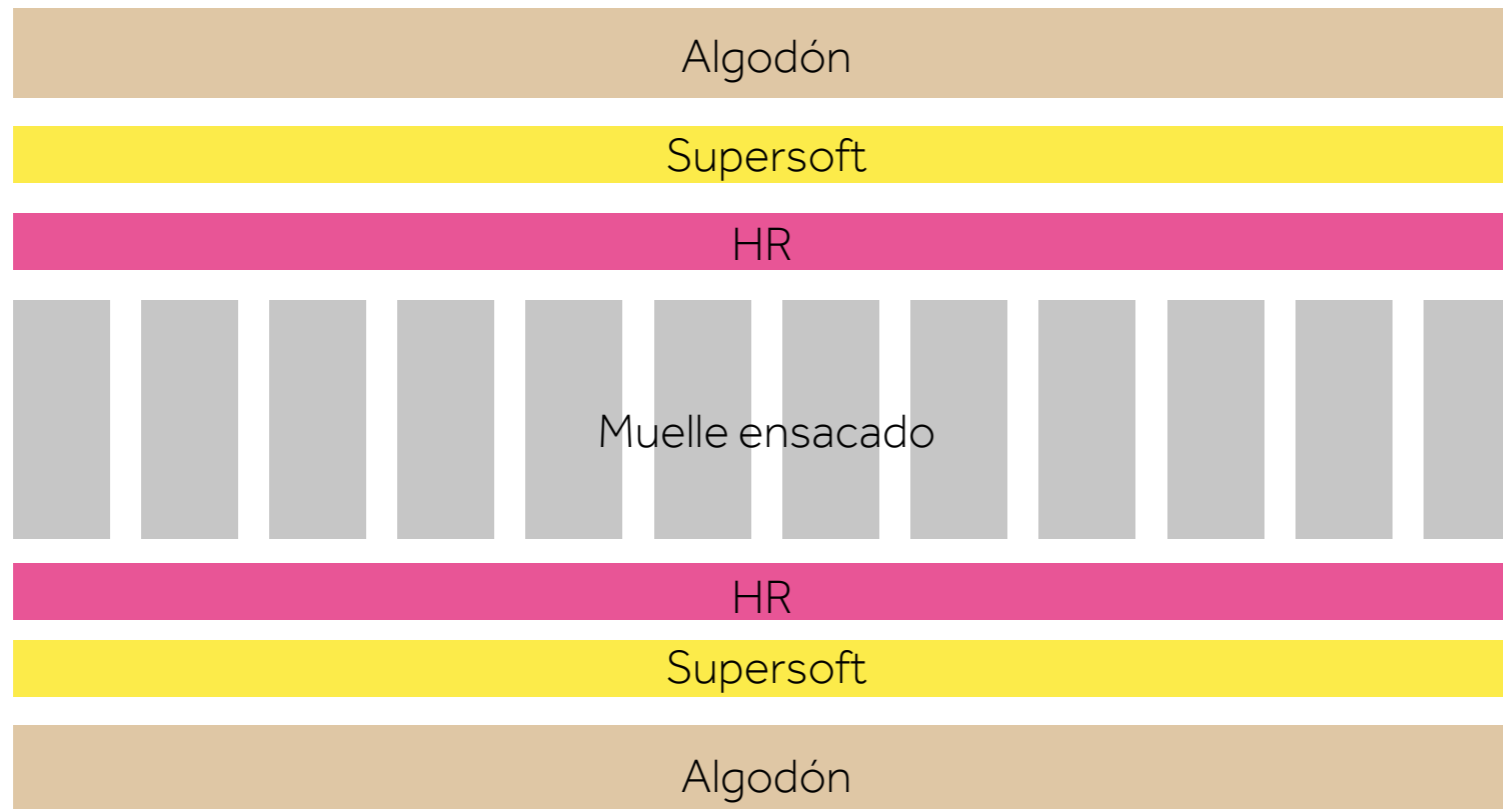 Algodón
Supersoft
HR
Muelle ensacado
HR
Supersoft
Algodón